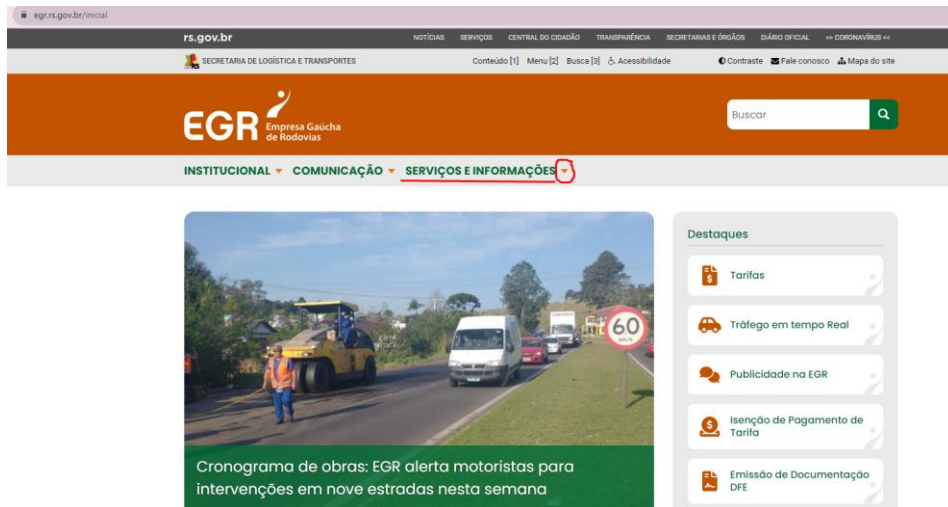 egr.rs.gov.br/inicial
rs.gov.br NOTÍCIAS SERVIÇOS CENTRAL DO CIDADÃO TRANSPARÊNCIA SECRETARIAS E ÓRGÃOS DIÁRIO OFICIAL >> CORONAVÍRUS <<
RS SECRETARIA DE LOGÍSTICA E TRANSPORTES Conteúdo [1] Menu [2] Busca [3] Acessibilidade Contraste Fale conosco Mapa do site
EGR Empresa Gaúcha
de Rodovias
Buscar
INSTITUCIONAL COMUNICAÇÃO SERVIÇOS E INFORMAÇÕES
60
km/h
Cronograma de obras: EGR alerta motoristas para
intervenções em nove estradas nesta semana
Destaques
Tarifas
Tráfego em tempo Real
Publicidade na EGR
Isenção de Pagamento de
Tarifa
Emissão de Documentação
DFE